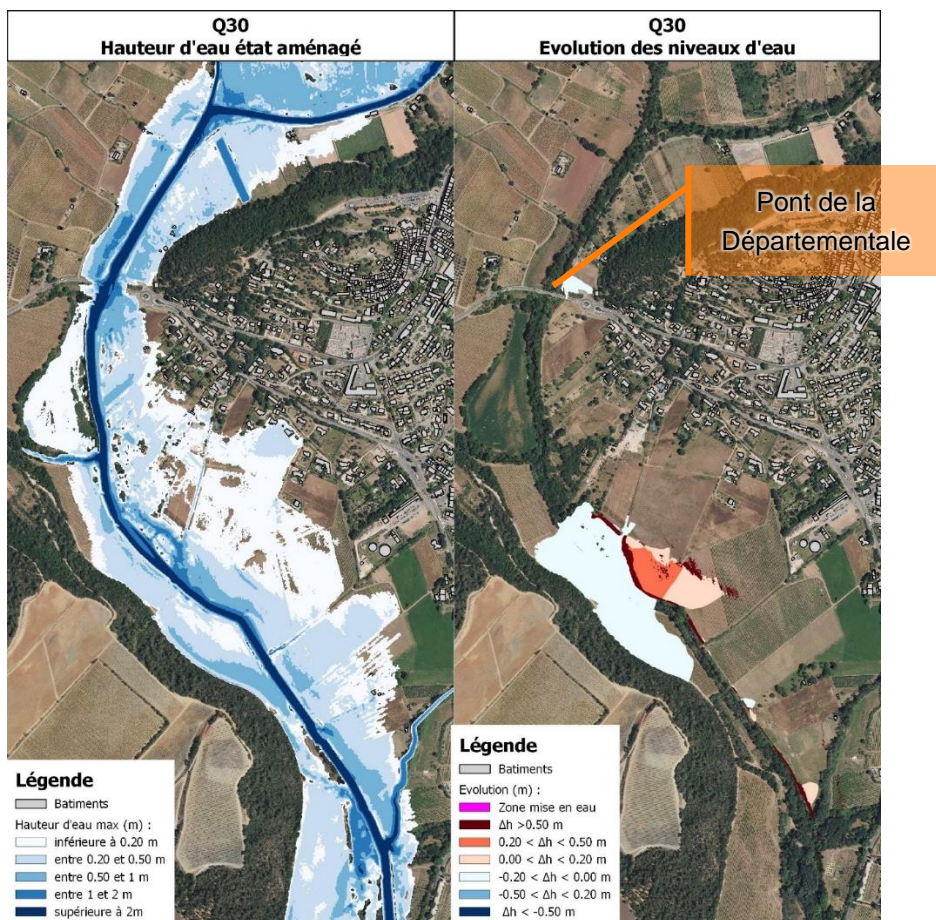 Q30
Hauteur d'eau état aménagé
Q30
Evolution des niveaux d'eau
Pont de la
Départementale
Légende
Batiments
Hauteur d'eau max (m) :
inférieure à 0.20 m
entre 0.20 et 0.50 m
entre 0.50 et 1 m
entre 1 et 2 m
supérieure à 2m
Légende
Batiments
Evolution (m) :
Zone mise en eau
Δh >0.50 m
0.20 < Δh < 0.50 m
0.00 < Δh < 0.20 m
-0.20 < Δh < 0.00 m
-0.50 < Δh < 0.20 m
Δh < -0.50 m